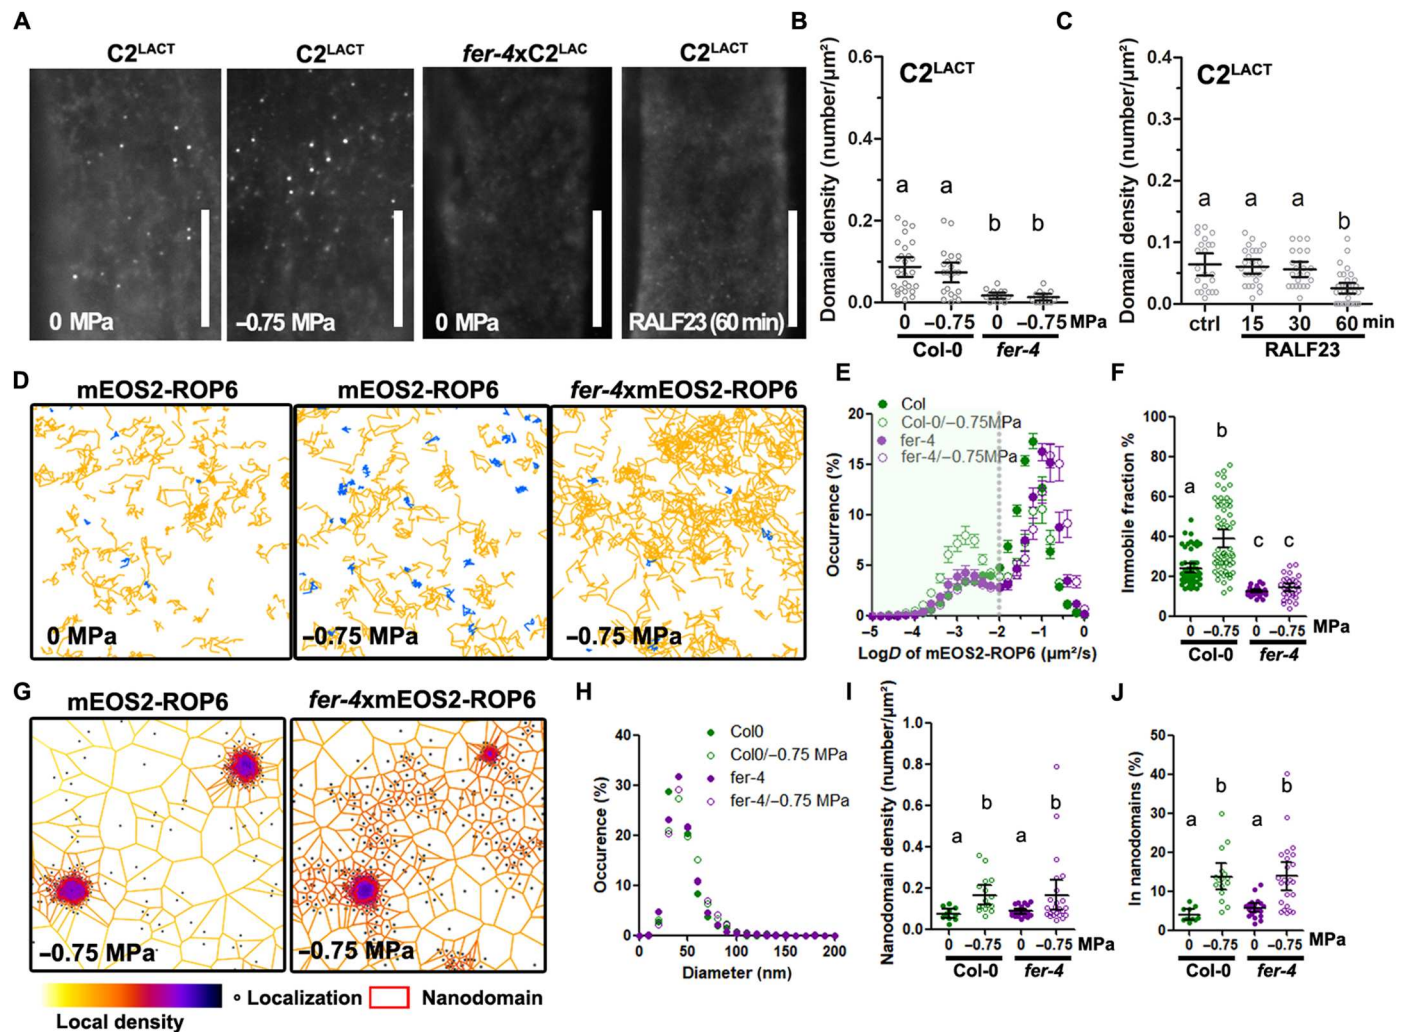 A
C2LACT
C2LACT
fer-4xC2LAC
C2LACT
0 MPa
−0.75 MPa
0 MPa
RALF23 (60 min)
B
Domain density (number/µm²)
0.6
0.4
0.2
0.0
C2LACT
a
a
b
b
0
−0.75
0
−0.75
MPa
Col-0
fer-4
C
Domain density (number/µm²)
0.4
0.3
0.2
0.1
0.0
C2LACT
a
a
a
b
ctrl
15
30
60
min
RALF23
D
mEOS2-ROP6
mEOS2-ROP6
fer-4xmEOS2-ROP6
0 MPa
−0.75 MPa
−0.75 MPa
E
Col
Col-0/−0.75MPa
fer-4
fer-4/−0.75MPa
Occurrence (%)
20
15
10
5
0
−5
−4
−3
−2
−1
0
LogD of mEOS2-ROP6 (µm²/s)
F
Immobile fraction %
100
80
60
40
20
0
a
b
c
c
0
−0.75
0
−0.75
MPa
Col-0
fer-4
G
mEOS2-ROP6
fer-4xmEOS2-ROP6
−0.75 MPa
−0.75 MPa
Local density
Localization
Nanodomain
H
Occurence (%)
40
30
20
10
0
Col0
Col0/−0.75 MPa
fer-4
fer-4/−0.75 MPa
0
50
100
150
200
Diameter (nm)
I
Nanodomain density (number/µm²)
1.0
0.8
0.6
0.4
0.2
0.0
a
b
a
b
0
−0.75
0
−0.75
MPa
Col-0
fer-4
J
In nanodomains (%)
50
40
30
20
10
0
a
b
a
b
0
−0.75
0
−0.75
MPa
Col-0
fer-4